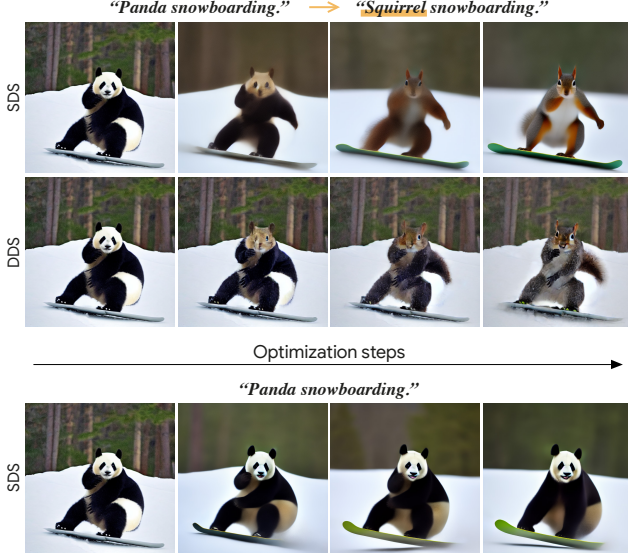 “Panda snowboarding.” → “Squirrel snowboarding.”
SDS
DDS
Optimization steps
“Panda snowboarding.”
SDS